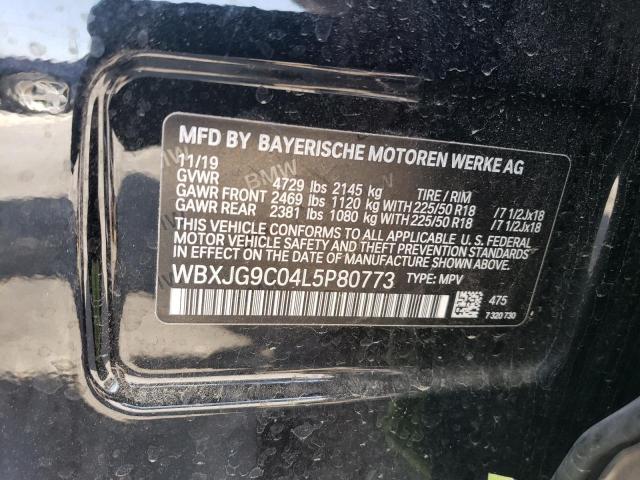 MFD BY BAYERISCHE MOTOREN WERKE AG
11/19
GVWR 4729 lbs 2145 kg TIRE / RIM
GAWR FRONT 2469 lbs 1120 kg WITH 225/50 R18 /7 1/2Jx18
GAWR REAR 2381 lbs 1080 kg WITH 225/50 R18 /7 1/2Jx18
THIS VEHICLE CONFORMS TO ALL APPLICABLE U. S. FEDERAL
MOTOR VEHICLE SAFETY AND THEFT PREVENTION STANDARDS
IN EFFECT ON THE DATE OF MANUFACTURE SHOWN ABOVE.
WBXJG9C04L5P80773 TYPE: MPV
475
7 320 730